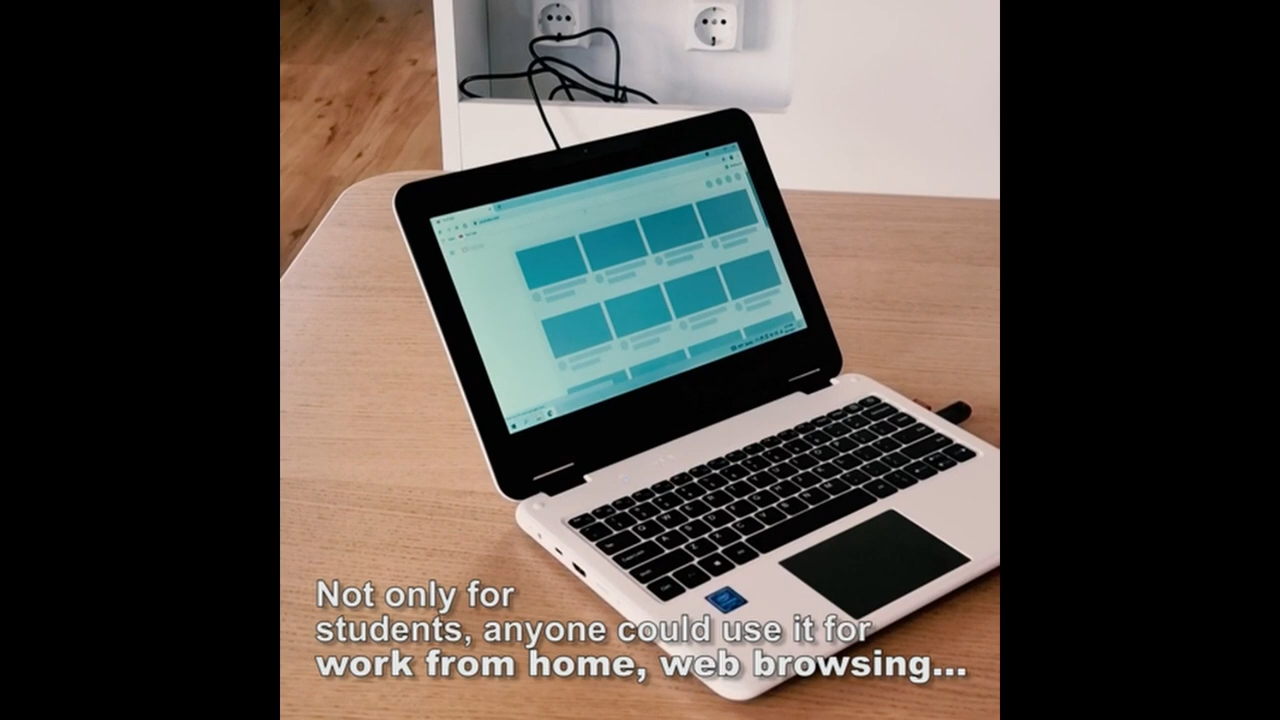 Not only for
students, anyone could use it for
work from home, web browsing...